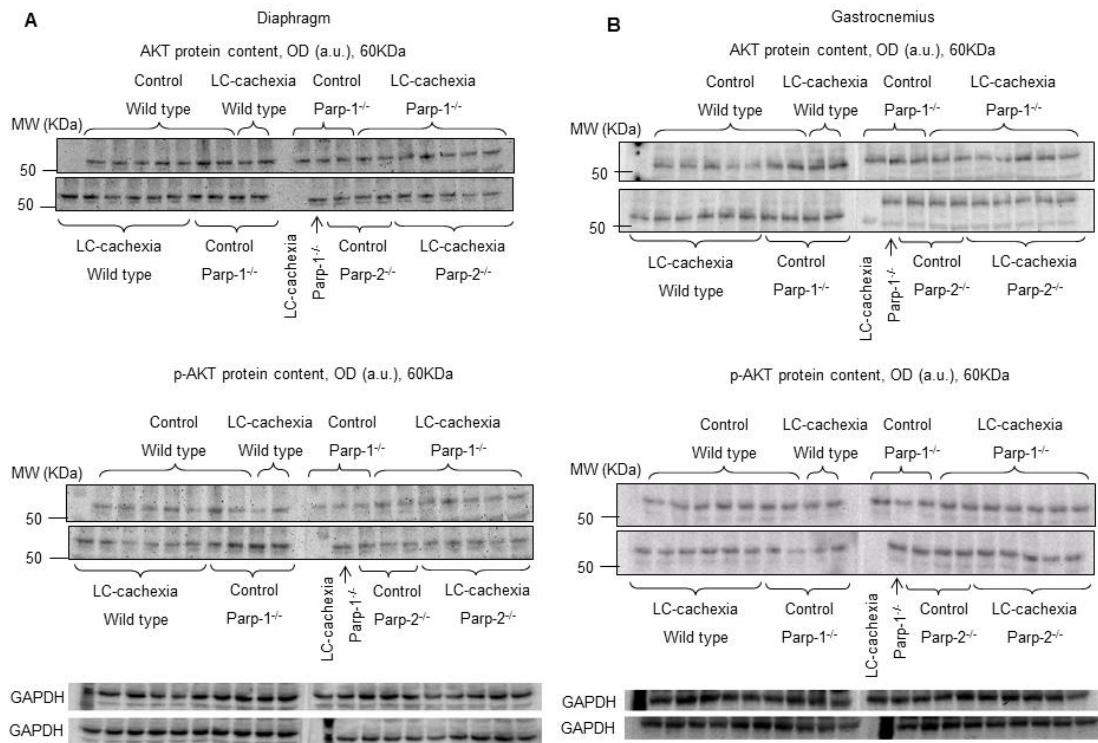 A
Diaphragm
AKT protein content, OD (a.u.), 60KDa
Control LC-cachexia Control LC-cachexia
Wild type Wild type Parp-1-/- Parp-1-/-
MW (KDa)
50
50
LC-cachexia Control LC-cachexia Parp-1-/- Control LC-cachexia
Wild type Parp-1-/- Parp-2-/- Parp-2-/-
p-AKT protein content, OD (a.u.), 60KDa
Control LC-cachexia Control LC-cachexia
Wild type Wild type Parp-1-/- Parp-1-/-
MW (KDa)
50
50
LC-cachexia Control LC-cachexia Parp-1-/- Control LC-cachexia
Wild type Parp-1-/- Parp-2-/- Parp-2-/-
GAPDH
GAPDH
B
Gastrocnemius
AKT protein content, OD (a.u.), 60KDa
Control LC-cachexia Control LC-cachexia
Wild type Wild type Parp-1-/- Parp-1-/-
MW (KDa)
50
50
LC-cachexia Control LC-cachexia Parp-1-/- Control LC-cachexia
Wild type Parp-1-/- Parp-2-/- Parp-2-/-
p-AKT protein content, OD (a.u.), 60KDa
Control LC-cachexia Control LC-cachexia
Wild type Wild type Parp-1-/- Parp-1-/-
MW (KDa)
50
50
LC-cachexia Control LC-cachexia Parp-1-/- Control LC-cachexia
Wild type Parp-1-/- Parp-2-/- Parp-2-/-
GAPDH
GAPDH